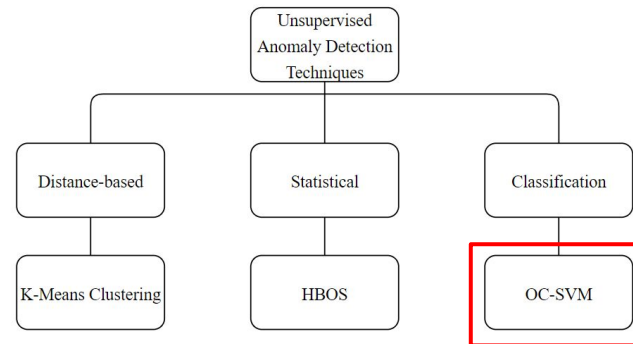 Unsupervised
Anomaly Detection
Techniques
Distance-based
Statistical
Classification
K-Means Clustering
HBOS
OC-SVM